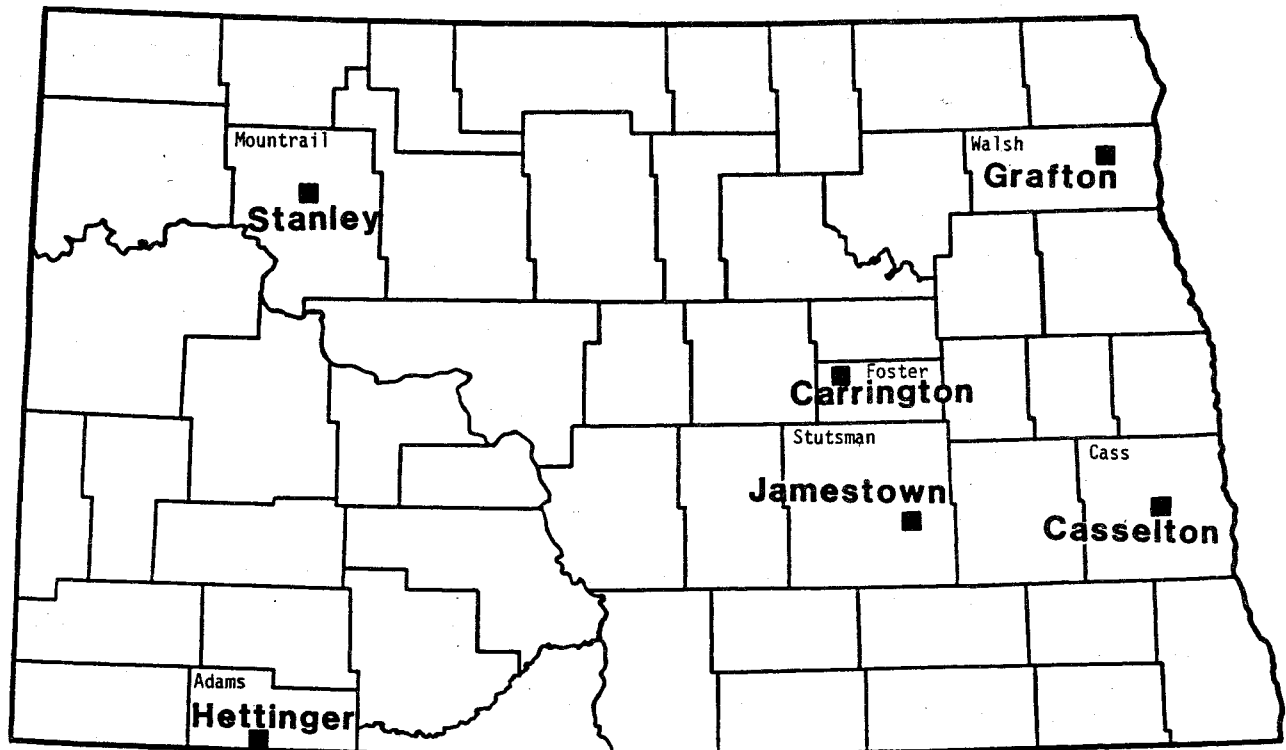 Mountrail
Stanley
Walsh
Grafton
Foster
Carrington
Stutsman
Jamestown
Cass
Casselton
Adams
Hettinger